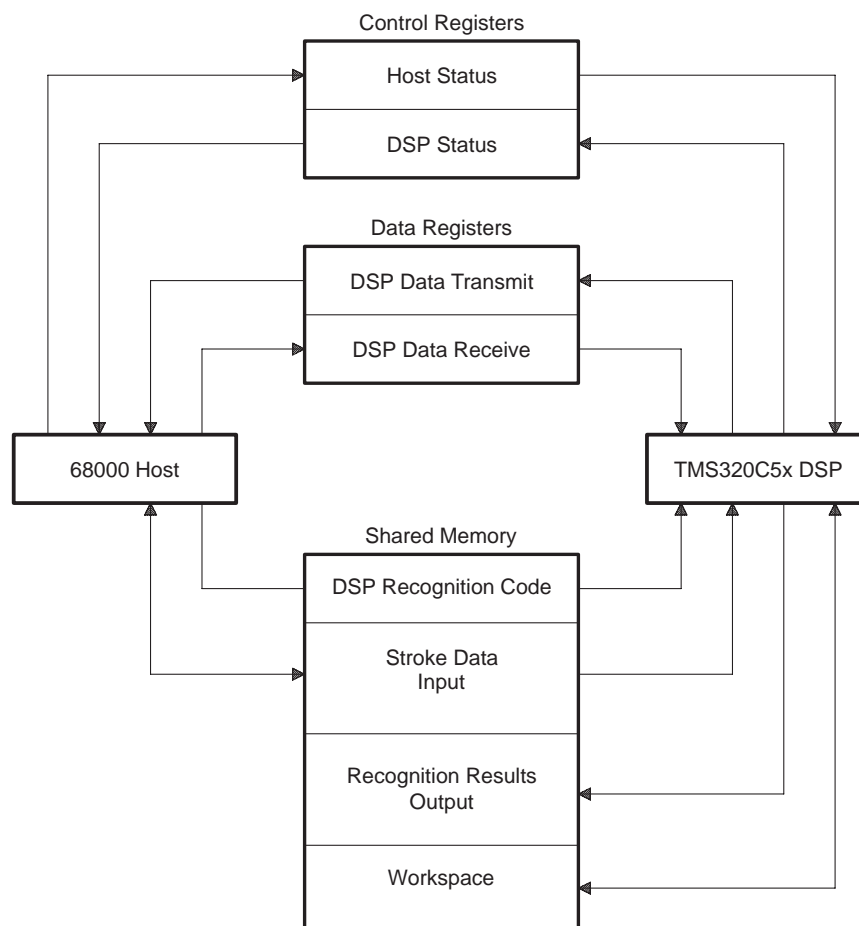 Control Registers
Host Status
DSP Status
Data Registers
DSP Data Transmit
DSP Data Receive
68000 Host
TMS320C5x DSP
Shared Memory
DSP Recognition Code
Stroke Data
Input
Recognition Results
Output
Workspace